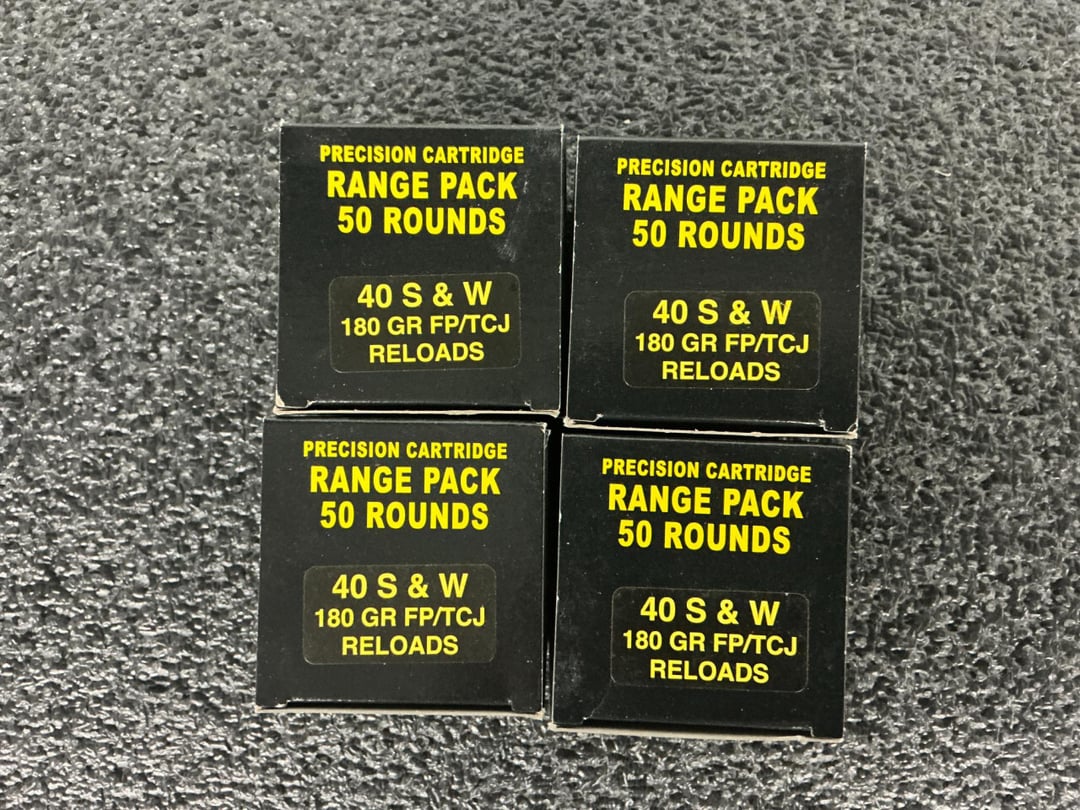 PRECISION CARTRIDGE
RANGE PACK
50 ROUNDS
40 S & W
180 GR FP/TCJ
RELOADS
PRECISION CARTRIDGE
RANGE PACK
50 ROUNDS
40 S & W
180 GR FP/TCJ
RELOADS
PRECISION CARTRIDGE
RANGE PACK
50 ROUNDS
40 S & W
180 GR FP/TCJ
RELOADS
PRECISION CARTRIDGE
RANGE PACK
50 ROUNDS
40 S & W
180 GR FP/TCJ
RELOADS